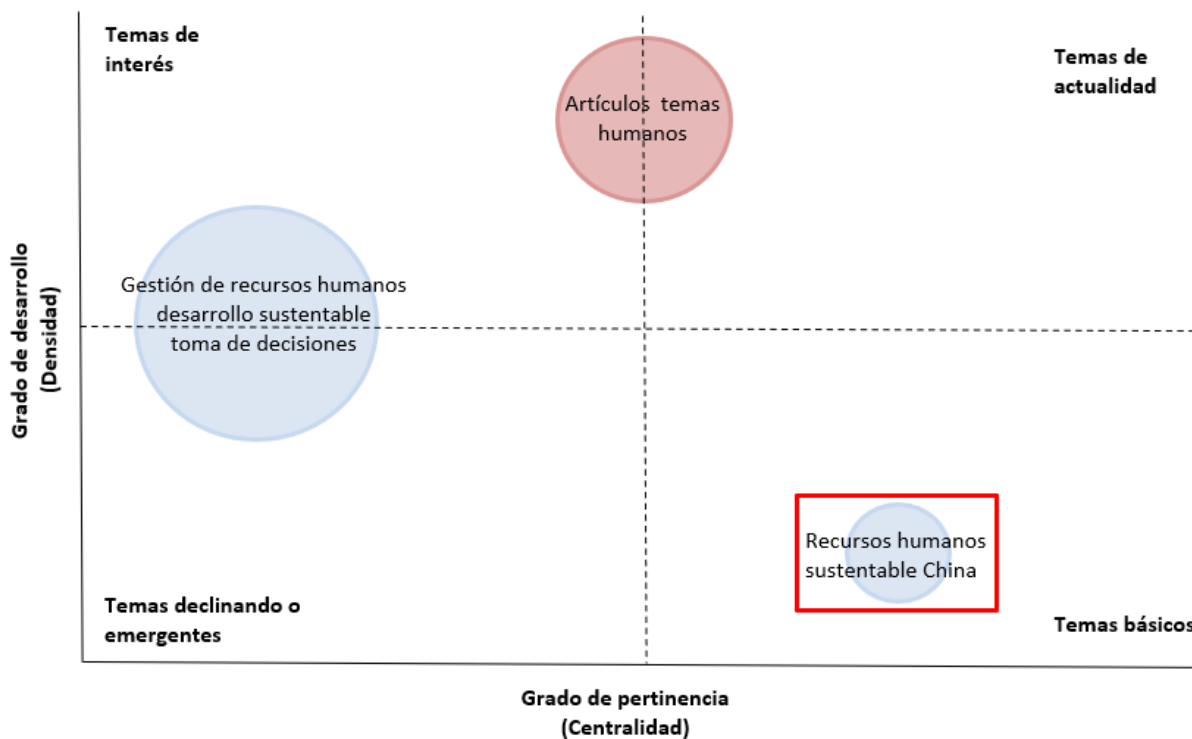 Temas de
interés
Temas de
actualidad
Artículos temas
humanos
Gestión de recursos humanos
desarrollo sustentable
toma de decisiones
Grado de desarrollo
(Densidad)
Recursos humanos
sustentable China
Temas declinando o
emergentes
Temas básicos
Grado de pertinencia
(Centralidad)